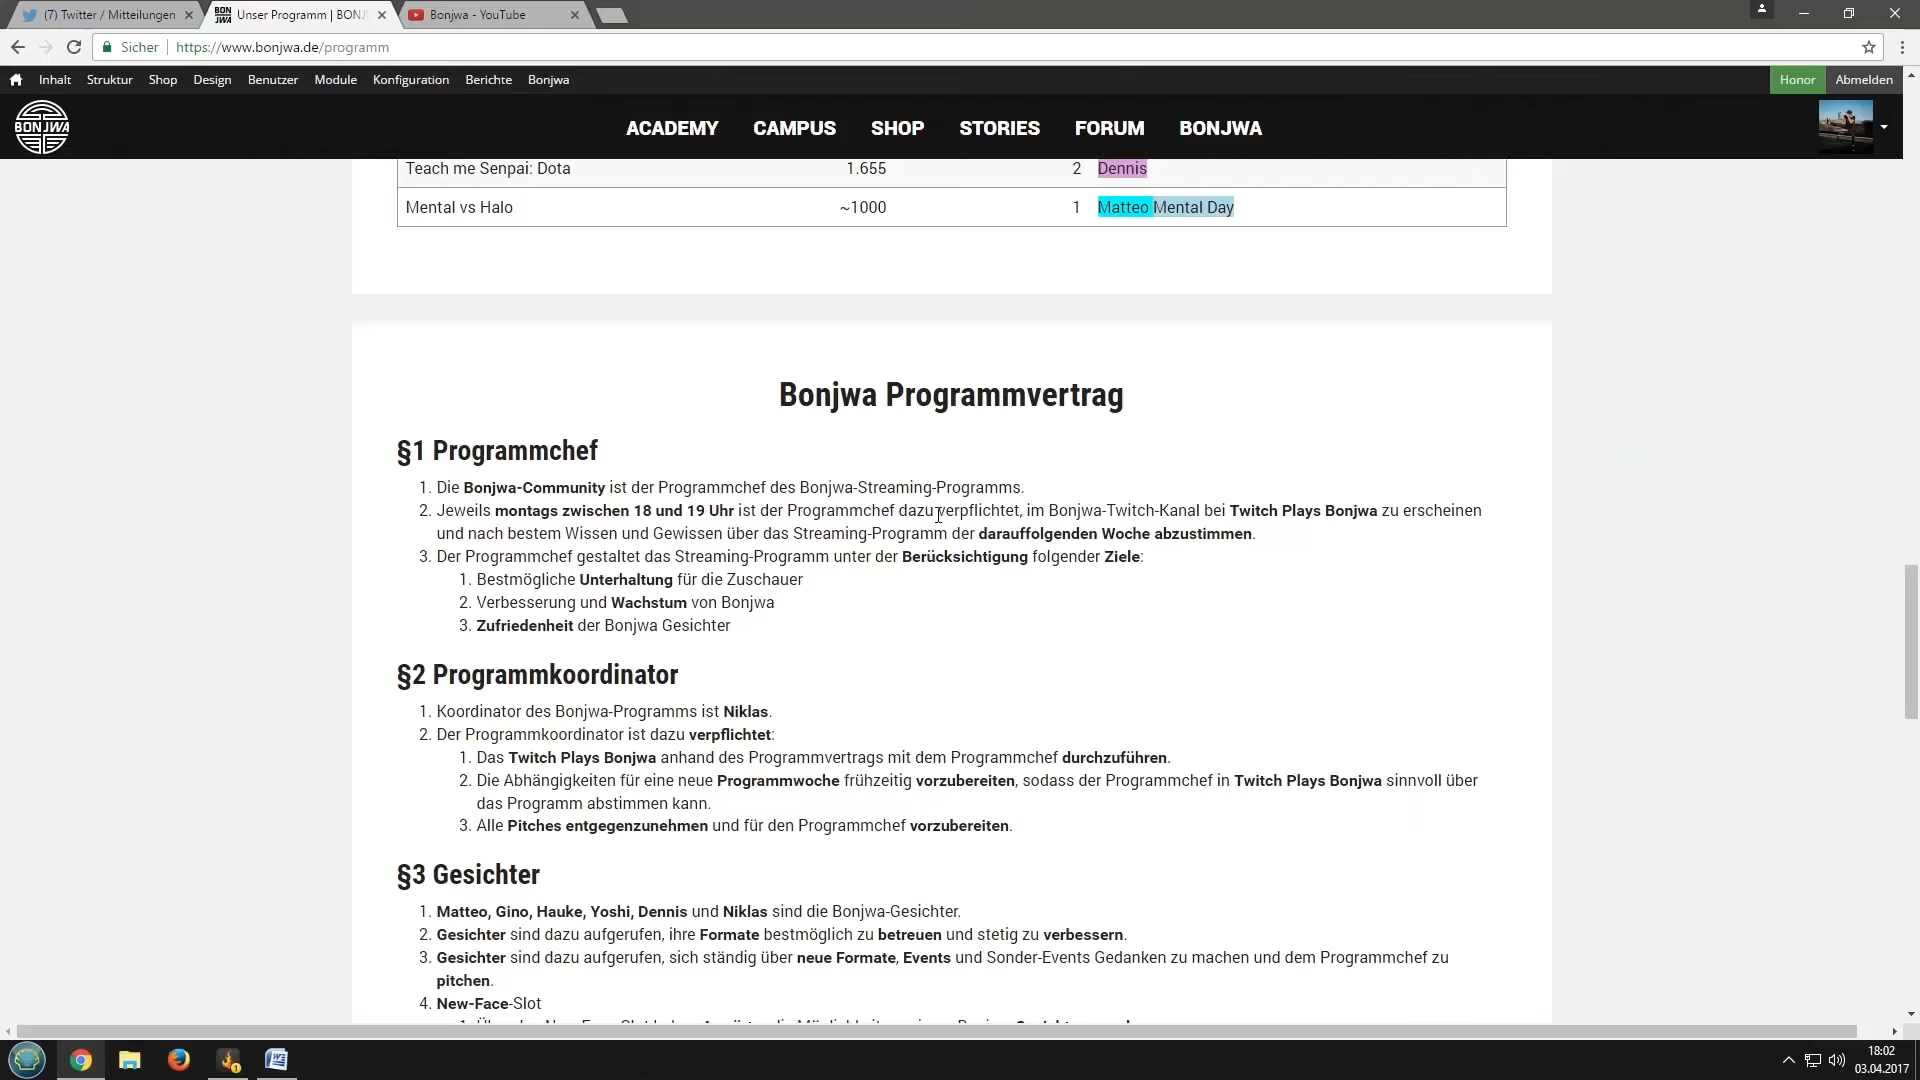 (7) Twitter / Mitteilungen
Unser Programm | BONJ
Bonjwa - YouTube
Sicher
https://www.bonjwa.de/programm
Inhalt
Struktur
Shop
Design
Benutzer
Module
Konfiguration
Berichte
Bonjwa
Honor
Abmelden
BONJWA
ACADEMY
CAMPUS
SHOP
STORIES
FORUM
BONJWA
Teach me Senpai: Dota 1.655 2 Dennis
Mental vs Halo ~1000 1 Matteo Mental Day
Bonjwa Programmvertrag
§1 Programmchef
1. Die Bonjwa-Community ist der Programmchef des Bonjwa-Streaming-Programms.
2. Jeweils montags zwischen 18 und 19 Uhr ist der Programmchef dazu verpflichtet, im Bonjwa-Twitch-Kanal bei Twitch Plays Bonjwa zu erscheinen
und nach bestem Wissen und Gewissen über das Streaming-Programm der darauffolgenden Woche abzustimmen.
3. Der Programmchef gestaltet das Streaming-Programm unter der Berücksichtigung folgender Ziele:
1. Bestmögliche Unterhaltung für die Zuschauer
2. Verbesserung und Wachstum von Bonjwa
3. Zufriedenheit der Bonjwa Gesichter
§2 Programmkoordinator
1. Koordinator des Bonjwa-Programms ist Niklas.
2. Der Programmkoordinator ist dazu verpflichtet:
1. Das Twitch Plays Bonjwa anhand des Programmvertrags mit dem Programmchef durchzuführen.
2. Die Abhängigkeiten für eine neue Programmwoche frühzeitig vorzubereiten, sodass der Programmchef in Twitch Plays Bonjwa sinnvoll über
das Programm abstimmen kann.
3. Alle Pitches entgegenzunehmen und für den Programmchef vorzubereiten.
§3 Gesichter
1. Matteo, Gino, Hauke, Yoshi, Dennis und Niklas sind die Bonjwa-Gesichter.
2. Gesichter sind dazu aufgerufen, ihre Formate bestmöglich zu betreuen und stetig zu verbessern.
3. Gesichter sind dazu aufgerufen, sich ständig über neue Formate, Events und Sonder-Events Gedanken zu machen und dem Programmchef zu
pitchen.
4. New-Face-Slot
18:02
03.04.2017